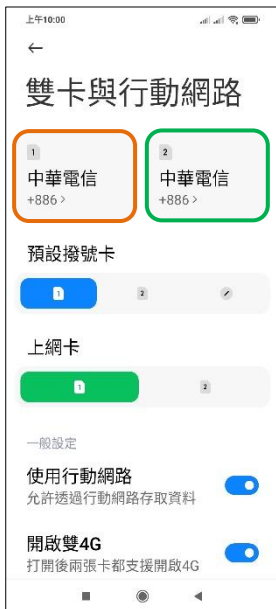 上午10:00
雙卡與行動網路
1
中華電信
+886 >
2
中華電信
+886 >
預設撥號卡
1
2
上網卡
1
2
一般設定
使用行動網路
允許透過行動網路存取資料
開啟雙4G
打開後兩張卡都支援開啟4G